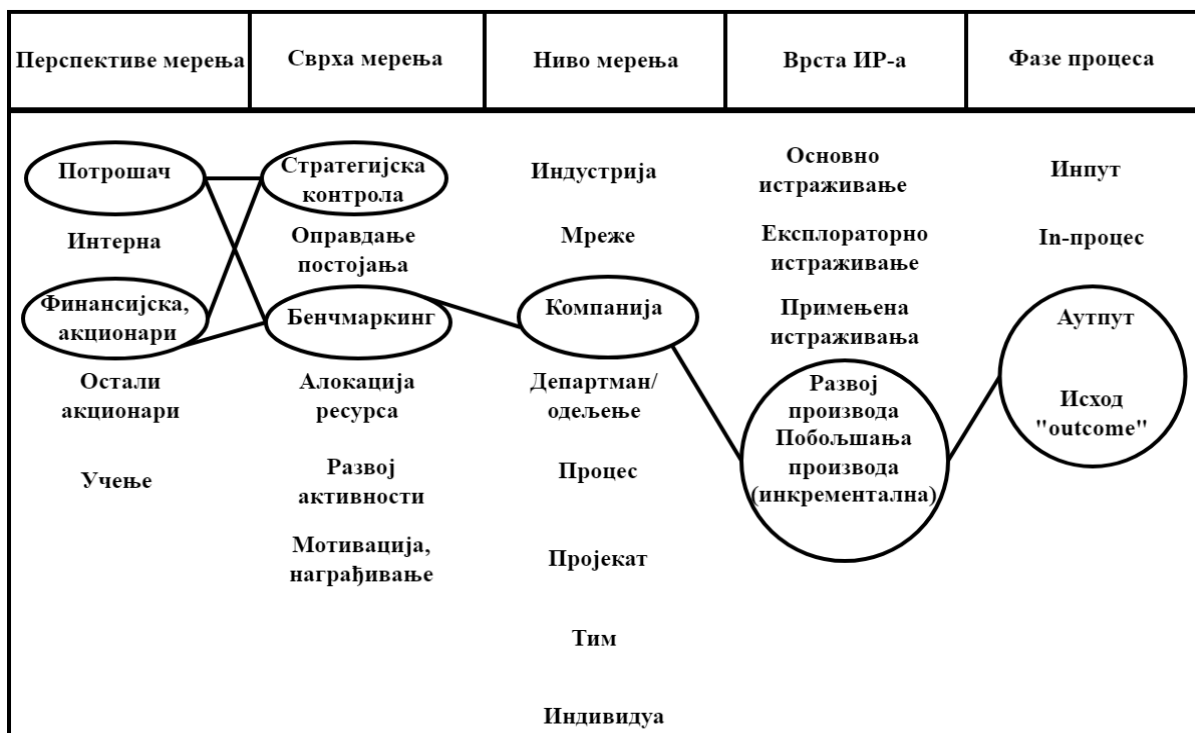 Перспективе мерења
Сврха мерења
Ниво мерења
Врста ИР-а
Фазе процеса
Потрошач
Интерна
Финансијска,
акционари
Остали
акционари
Учење
Стратегијска
контрола
Оправдање
постојања
Бенчмаркинг
Алокација
ресурса
Развој
активности
Мотивација,
награђивање
Индустрија
Мреже
Компанија
Департман/
одељење
Процес
Пројекат
Тим
Индивидуа
Основно
истраживање
Експлораторно
истраживање
Примењена
истраживања
Развој
производа
Побољшања
производа
(инкрементална)
Инпут
In-процес
Аутпут
Исход
"outcome"